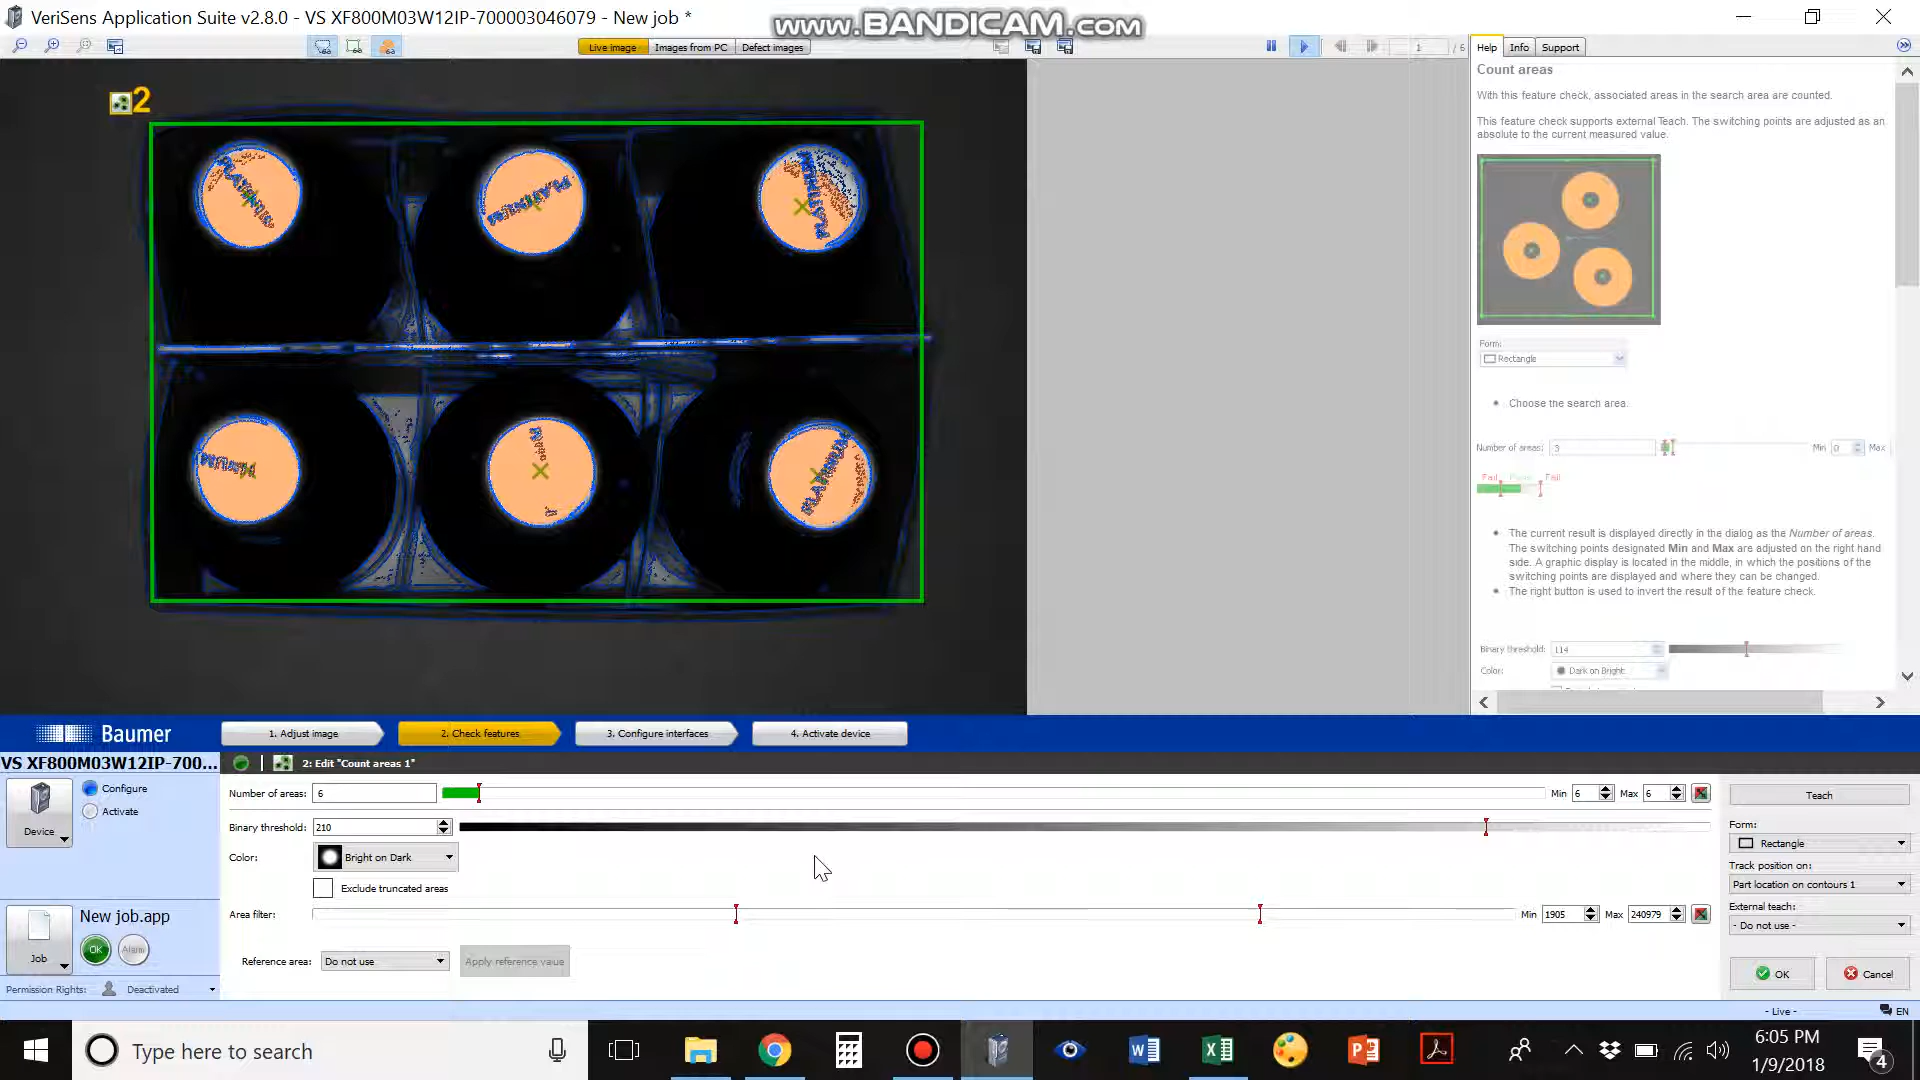 VeriSens Application Suite v2.8.0 - VS XF800M03W12IP-700003046079 - New job *
www.BANDICAM.com
Live image
Images from PC
Defect images
1
/ 6
Help
Info
Support
2
PLATINUM
Count areas
With this feature check, associated areas in the search area are counted.
This feature check supports external Teach. The switching points are adjusted as an
absolute to the current measured value.
Form:
Rectangle
• Choose the search area.
Number of areas: 3
Min 0
Max
Fail
Fail
• The current result is displayed directly in the dialog as the Number of areas.
The switching points designated Min and Max are adjusted on the right hand
side. A graphic display is located in the middle, in which the positions of the
switching points are displayed and where they can be changed.
• The right button is used to invert the result of the feature check.
Binary threshold: 114
Color: Dark on Bright
Baumer
1. Adjust image
2. Check features
3. Configure interfaces
4. Activate device
VS XF800M03W12IP-700...
2: Edit "Count areas 1"
Device
Configure
Activate
Number of areas: 6
Min 6
Max 6
Binary threshold: 210
Color: Bright on Dark
Exclude truncated areas
Area filter:
Min 1905
Max 240979
Reference area: Do not use
Apply reference value
Teach
Form:
Rectangle
Track position on:
Part location on contours 1
External teach:
- Do not use -
OK
Cancel
New job.app
Job
OK
Alarm
Permission Rights: Deactivated
- Live -
EN
Type here to search
6:05 PM
1/9/2018
4